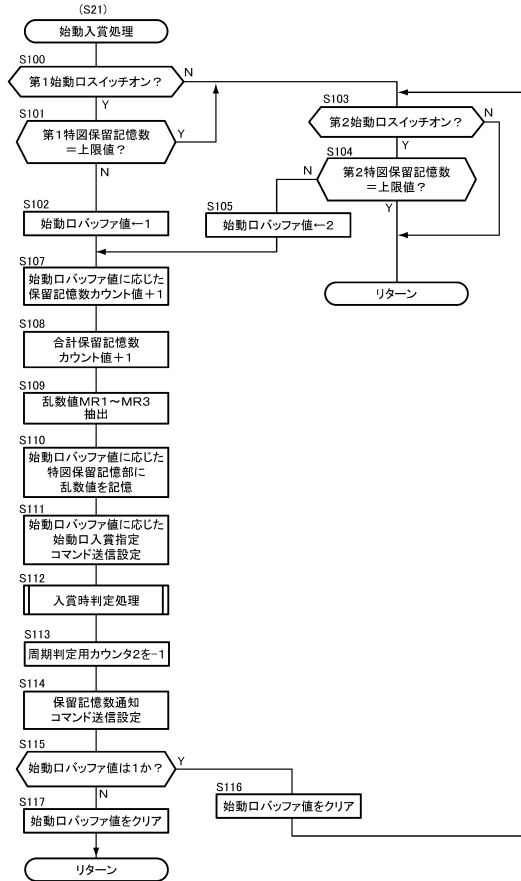 (S21)
始動入賞処理
S100
第1始動口スイッチオン？
N
Y
S101
第1特図保留記憶数
＝上限値？
Y
N
S102
始動口バッファ値←1
S103
第2始動口スイッチオン？
N
Y
S104
第2特図保留記憶数
＝上限値？
N
Y
S105
始動口バッファ値←2
リターン
S107
始動口バッファ値に応じた
保留記憶数カウント値＋1
S108
合計保留記憶数
カウント値＋1
S109
乱数値MR1～MR3
抽出
S110
始動口バッファ値に応じた
特図保留記憶部に
乱数値を記憶
S111
始動口バッファ値に応じた
始動口入賞指定
コマンド送信設定
S112
入賞時判定処理
S113
周期判定用カウンタ2を-1
S114
保留記憶数通知
コマンド送信設定
S115
始動口バッファ値は1か？
Y
N
S116
始動口バッファ値をクリア
S117
始動口バッファ値をクリア
リターン